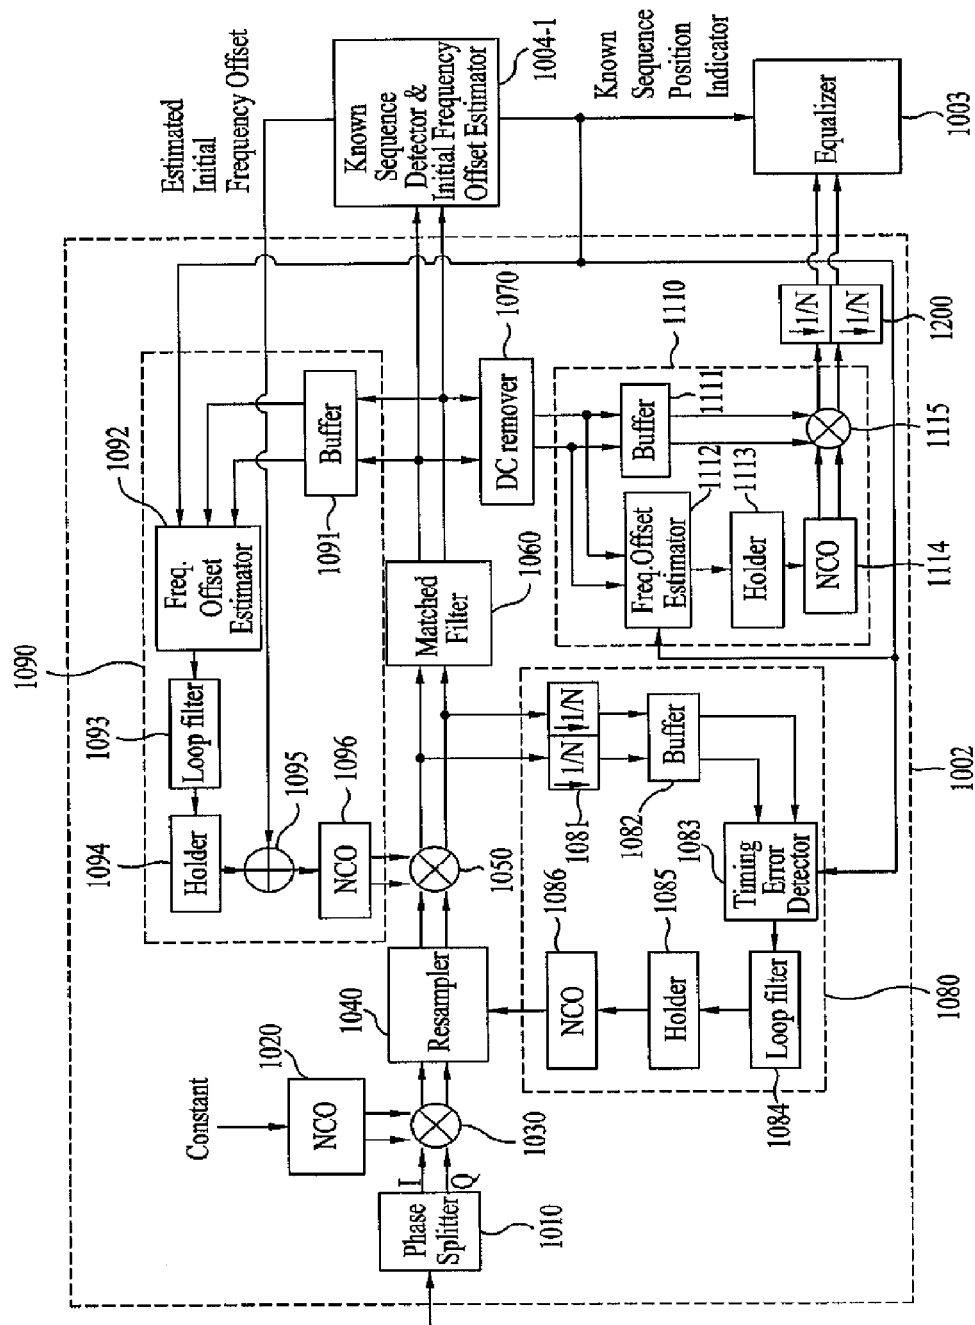 Estimated
Initial
Frequency Offset
Known
Sequence
Detector &
Initial Frequency
Offset Estimator
1004-1
Known
Sequence
Position
Indicator
Equalizer
1003
1090
1092
Freq.
Offset
Estimator
1093
Loop filter
1094
Holder
1095
1096
NCO
Buffer
1091
Constant
1020
NCO
1030
I
Q
Phase
Splitter
1010
1040
Resampler
1050
Matched
Filter
1060
DC remover
1070
1110
Buffer
1111
Freq.Offset
Estimator
1112
Holder
1113
NCO
1114
1115
1/N
1/N
1200
1/N
1/N
1081
Buffer
1082
1083
Timing
Error
Detector
Loop filter
1084
1085
Holder
1086
NCO
1080
1002